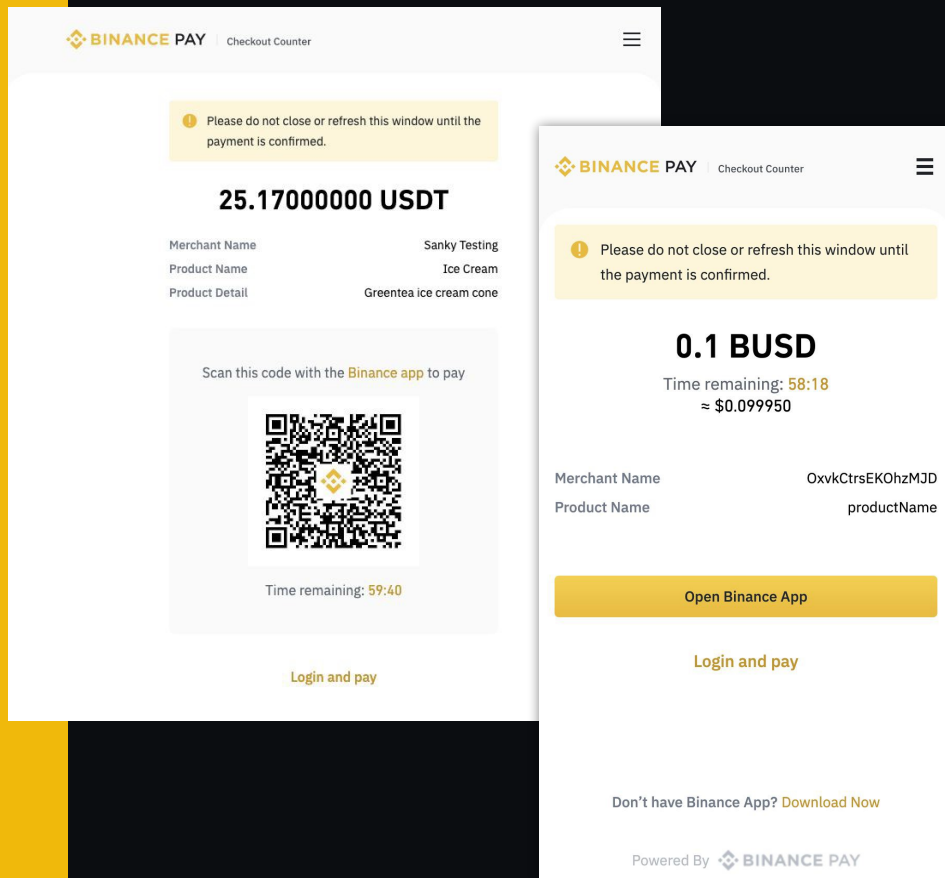 BINANCE PAY | Checkout Counter
Please do not close or refresh this window until the
payment is confirmed.
25.17000000 USDT
Merchant Name Sanky Testing
Product Name Ice Cream
Product Detail Greentea ice cream cone
Scan this code with the Binance app to pay
Time remaining: 59:40
Login and pay
BINANCE PAY | Checkout Counter
Please do not close or refresh this window until
the payment is confirmed.
0.1 BUSD
Time remaining: 58:18
≈ $0.099950
Merchant Name OxvkCtrsEKOhzMJD
Product Name productName
Open Binance App
Login and pay
Don’t have Binance App? Download Now
Powered By BINANCE PAY